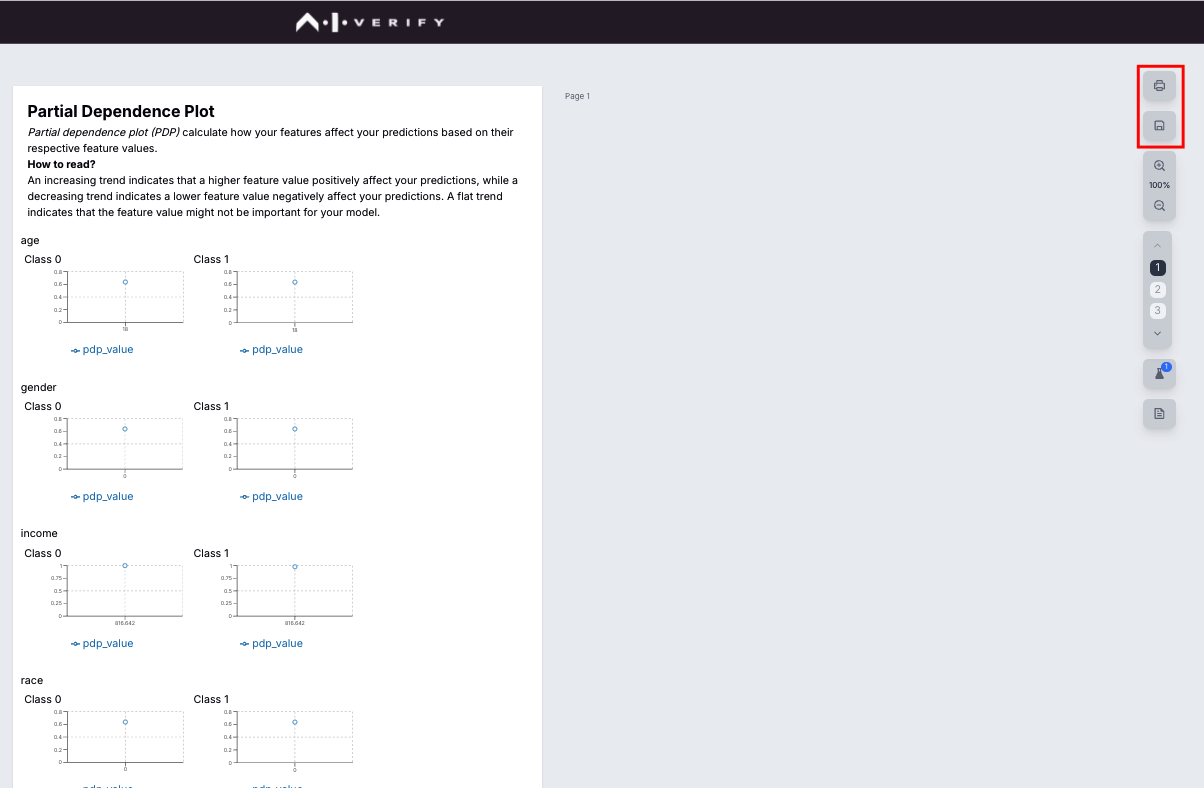 A·I·VERIFY
Partial Dependence Plot
Partial dependence plot (PDP) calculate how your features affect your predictions based on their
respective feature values.
How to read?
An increasing trend indicates that a higher feature value positively affect your predictions, while a
decreasing trend indicates a lower feature value negatively affect your predictions. A flat trend
indicates that the feature value might not be important for your model.
age
Class 0 Class 1
0.8 0.8
0.6 0.6
0.4 0.4
0.2 0.2
0 0
18 18
pdp_value pdp_value
gender
Class 0 Class 1
0.8 0.8
0.6 0.6
0.4 0.4
0.2 0.2
0 0
0 0
pdp_value pdp_value
income
Class 0 Class 1
1 1
0.75 0.75
0.5 0.5
0.25 0.25
0 0
816.642 816.642
pdp_value pdp_value
race
Class 0 Class 1
0.8 0.8
0.6 0.6
0.4 0.4
0.2 0.2
0 0
0 0
pdp_value pdp_value
Page 1
100%
1
2
3
1